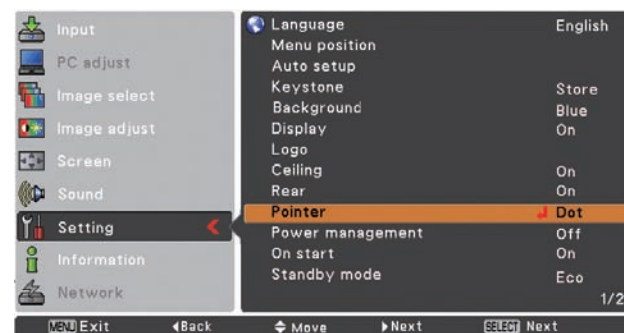 Input
PC adjust
Image select
Image adjust
Screen
Sound
Setting
Information
Network
Language English
Menu position
Auto setup
Keystone Store
Background Blue
Display On
Logo
Ceiling On
Rear On
Pointer Dot
Power management Off
On start On
Standby mode Eco
1/2
MENU Exit Back Move Next SELECT Next